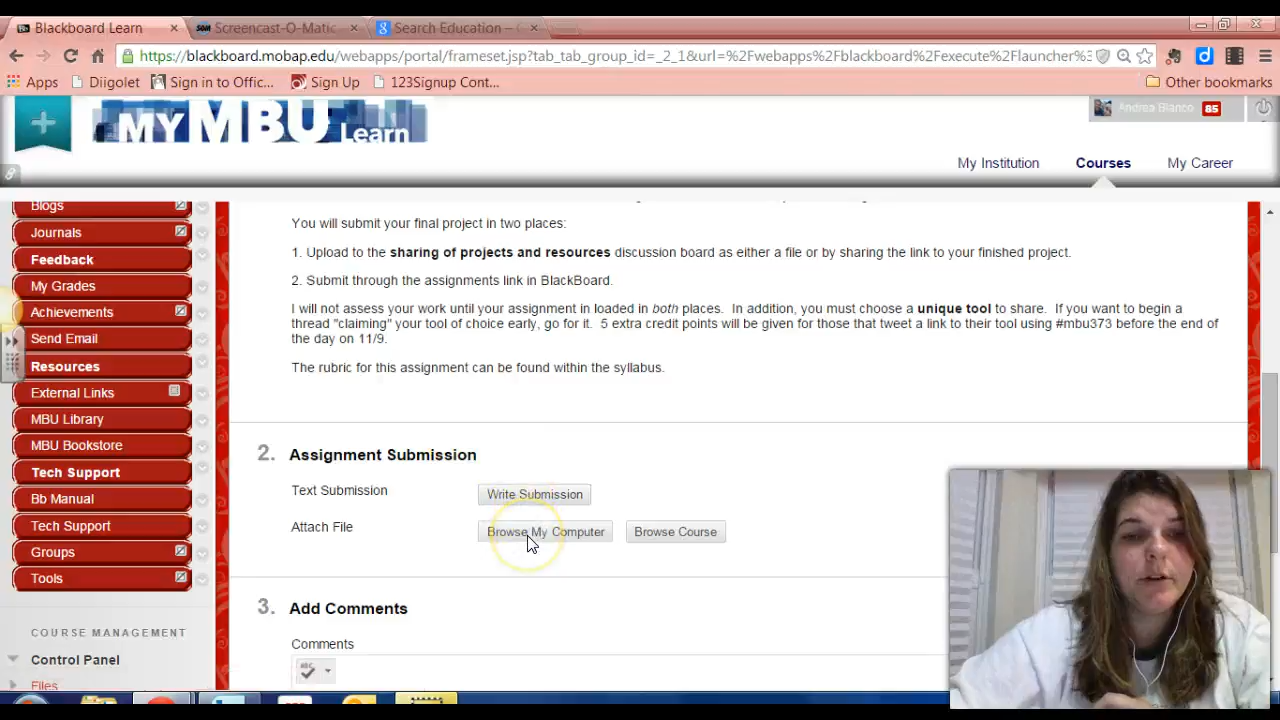 Blackboard Learn
Screencast-O-Matic
Search Education –
https://blackboard.mobap.edu/webapps/portal/frameset.jsp?tab_tab_group_id=_2_1&url=%2Fwebapps%2Fblackboard%2Fexecute%2Flauncher%3
Apps
Diigolet
Sign in to Offic...
Sign Up
123Signup Cont...
Other bookmarks
MY MBU Learn
Andrea Blanco 85
My Institution
Courses
My Career
Blogs
Journals
Feedback
My Grades
Achievements
Send Email
Resources
External Links
MBU Library
MBU Bookstore
Tech Support
Bb Manual
Tech Support
Groups
Tools
COURSE MANAGEMENT
Control Panel
Files
You will submit your final project in two places:
1. Upload to the sharing of projects and resources discussion board as either a file or by sharing the link to your finished project.
2. Submit through the assignments link in BlackBoard.
I will not assess your work until your assignment in loaded in both places. In addition, you must choose a unique tool to share. If you want to begin a
thread "claiming" your tool of choice early, go for it. 5 extra credit points will be given for those that tweet a link to their tool using #mbu373 before the end of
the day on 11/9.
The rubric for this assignment can be found within the syllabus.
2. Assignment Submission
Text Submission
Write Submission
Attach File
Browse My Computer
Browse Course
3. Add Comments
Comments
ABC